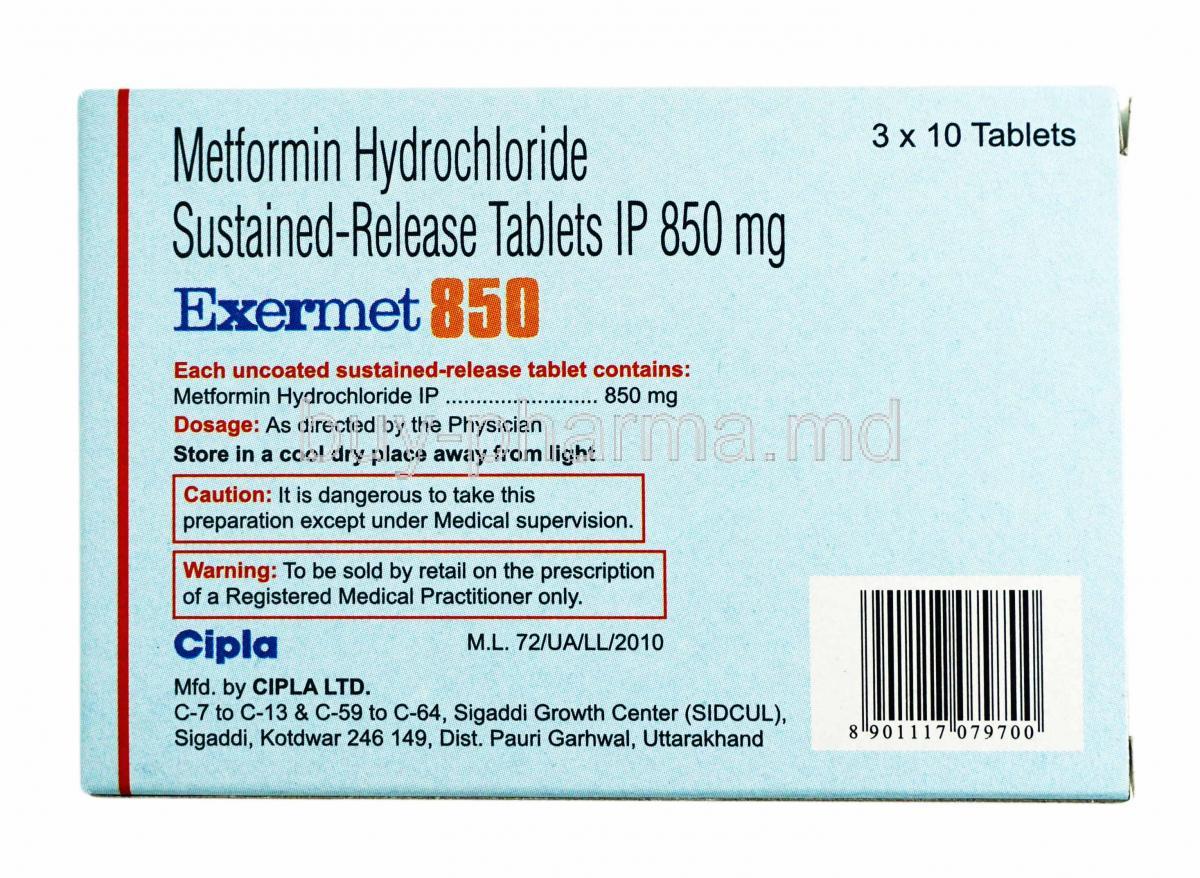 Metformin Hydrochloride
Sustained-Release Tablets IP 850 mg
3 x 10 Tablets
Exermet 850
Each uncoated sustained-release tablet contains:
Metformin Hydrochloride IP ......................... 850 mg
Dosage: As directed by the Physician
Store in a cool dry place away from light.
buy-pharma.md
Caution: It is dangerous to take this
preparation except under Medical supervision.
Warning: To be sold by retail on the prescription
of a Registered Medical Practitioner only.
Cipla
M.L. 72/UA/LL/2010
Mfd. by CIPLA LTD.
C-7 to C-13 & C-59 to C-64, Sigaddi Growth Center (SIDCUL),
Sigaddi, Kotdwar 246 149, Dist. Pauri Garhwal, Uttarakhand
8 901117 079700